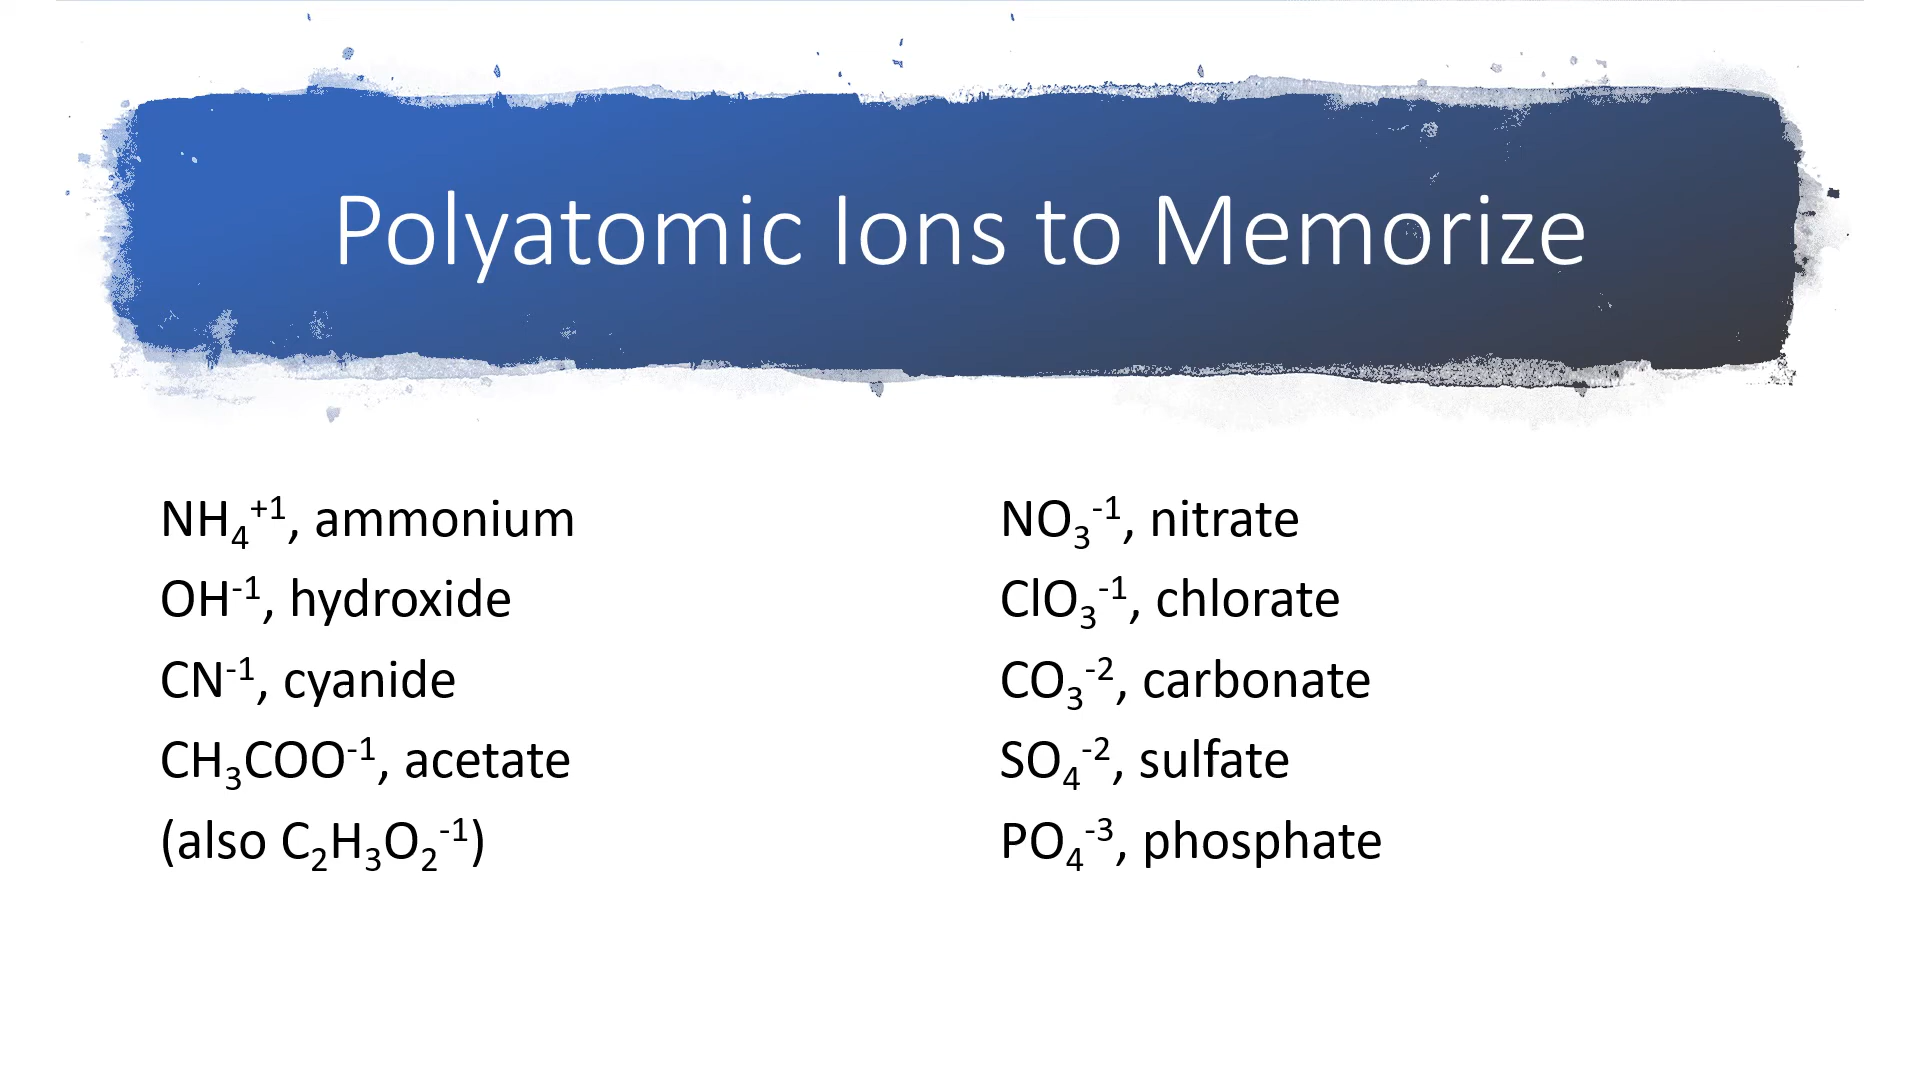 Polyatomic Ions to Memorize
NH₄⁺¹, ammonium
OH⁻¹, hydroxide
CN⁻¹, cyanide
CH₃COO⁻¹, acetate
(also C₂H₃O₂⁻¹)
NO₃⁻¹, nitrate
ClO₃⁻¹, chlorate
CO₃⁻², carbonate
SO₄⁻², sulfate
PO₄⁻³, phosphate